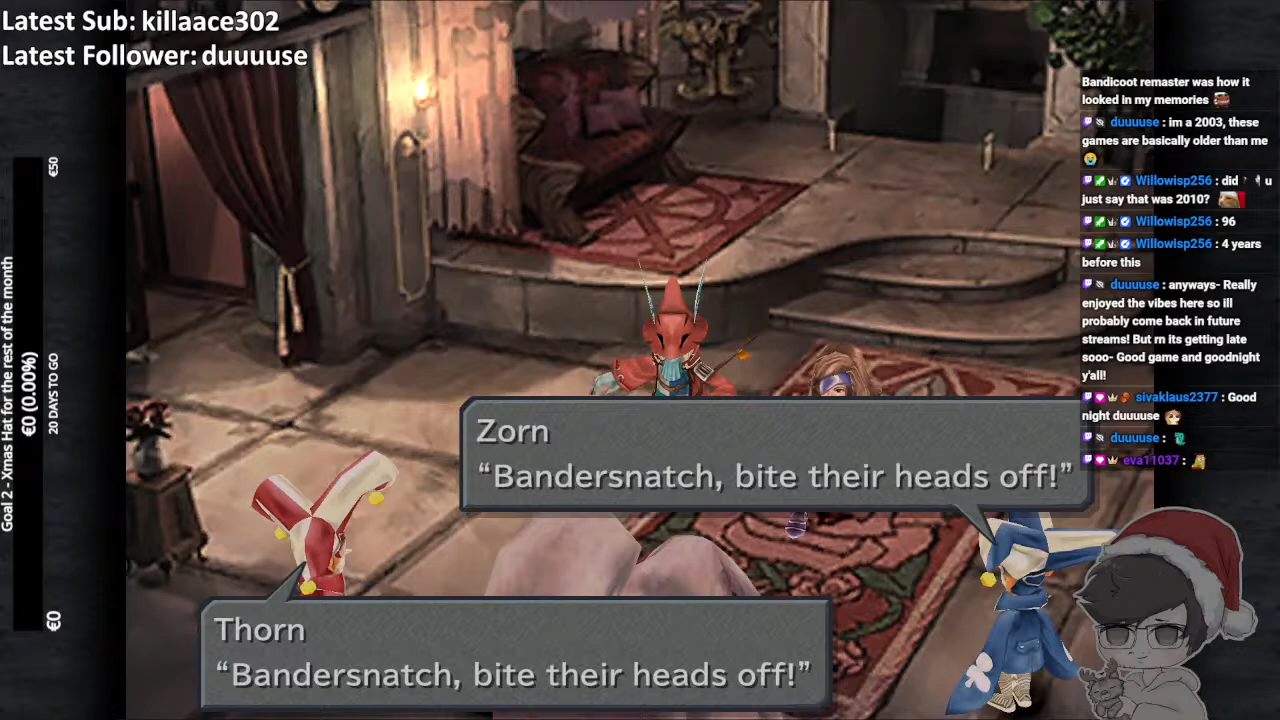 Latest Sub: killaace302
Latest Follower: duuuuse
Goal 2 - Xmas Hat for the rest of the month
€0 (0.00%)
20 DAYS TO GO
€50
€0
Bandicoot remaster was how it
looked in my memories
duuuuse : im a 2003, these
games are basically older than me
Willowisp256 : did u
just say that was 2010?
Willowisp256 : 96
Willowisp256 : 4 years
before this
duuuuse : anyways- Really
enjoyed the vibes here so ill
probably come back in future
streams! But rn its getting late
sooo- Good game and goodnight
y'all!
sivaklaus2377 : Good
night duuuuse
duuuuse :
eva11037 :
Zorn
“Bandersnatch, bite their heads off!”
Thorn
“Bandersnatch, bite their heads off!”